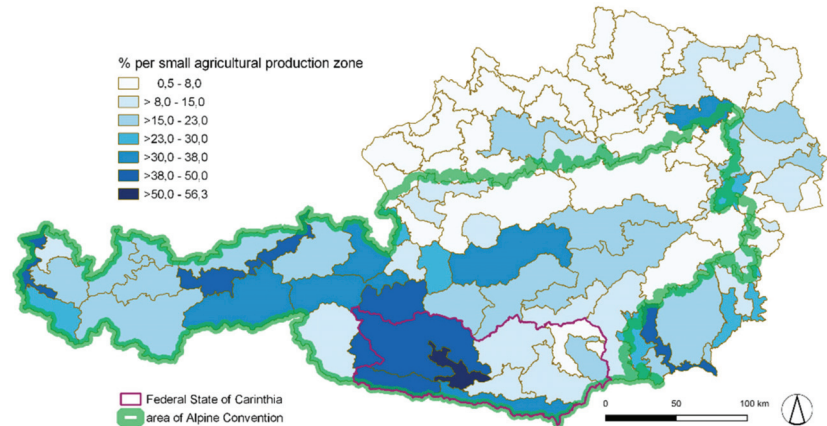 % per small agricultural production zone
0,5 - 8,0
> 8,0 - 15,0
>15,0 - 23,0
>23,0 - 30,0
>30,0 - 38,0
>38,0 - 50,0
>50,0 - 56,3
Federal State of Carinthia
area of Alpine Convention
0 50 100 km